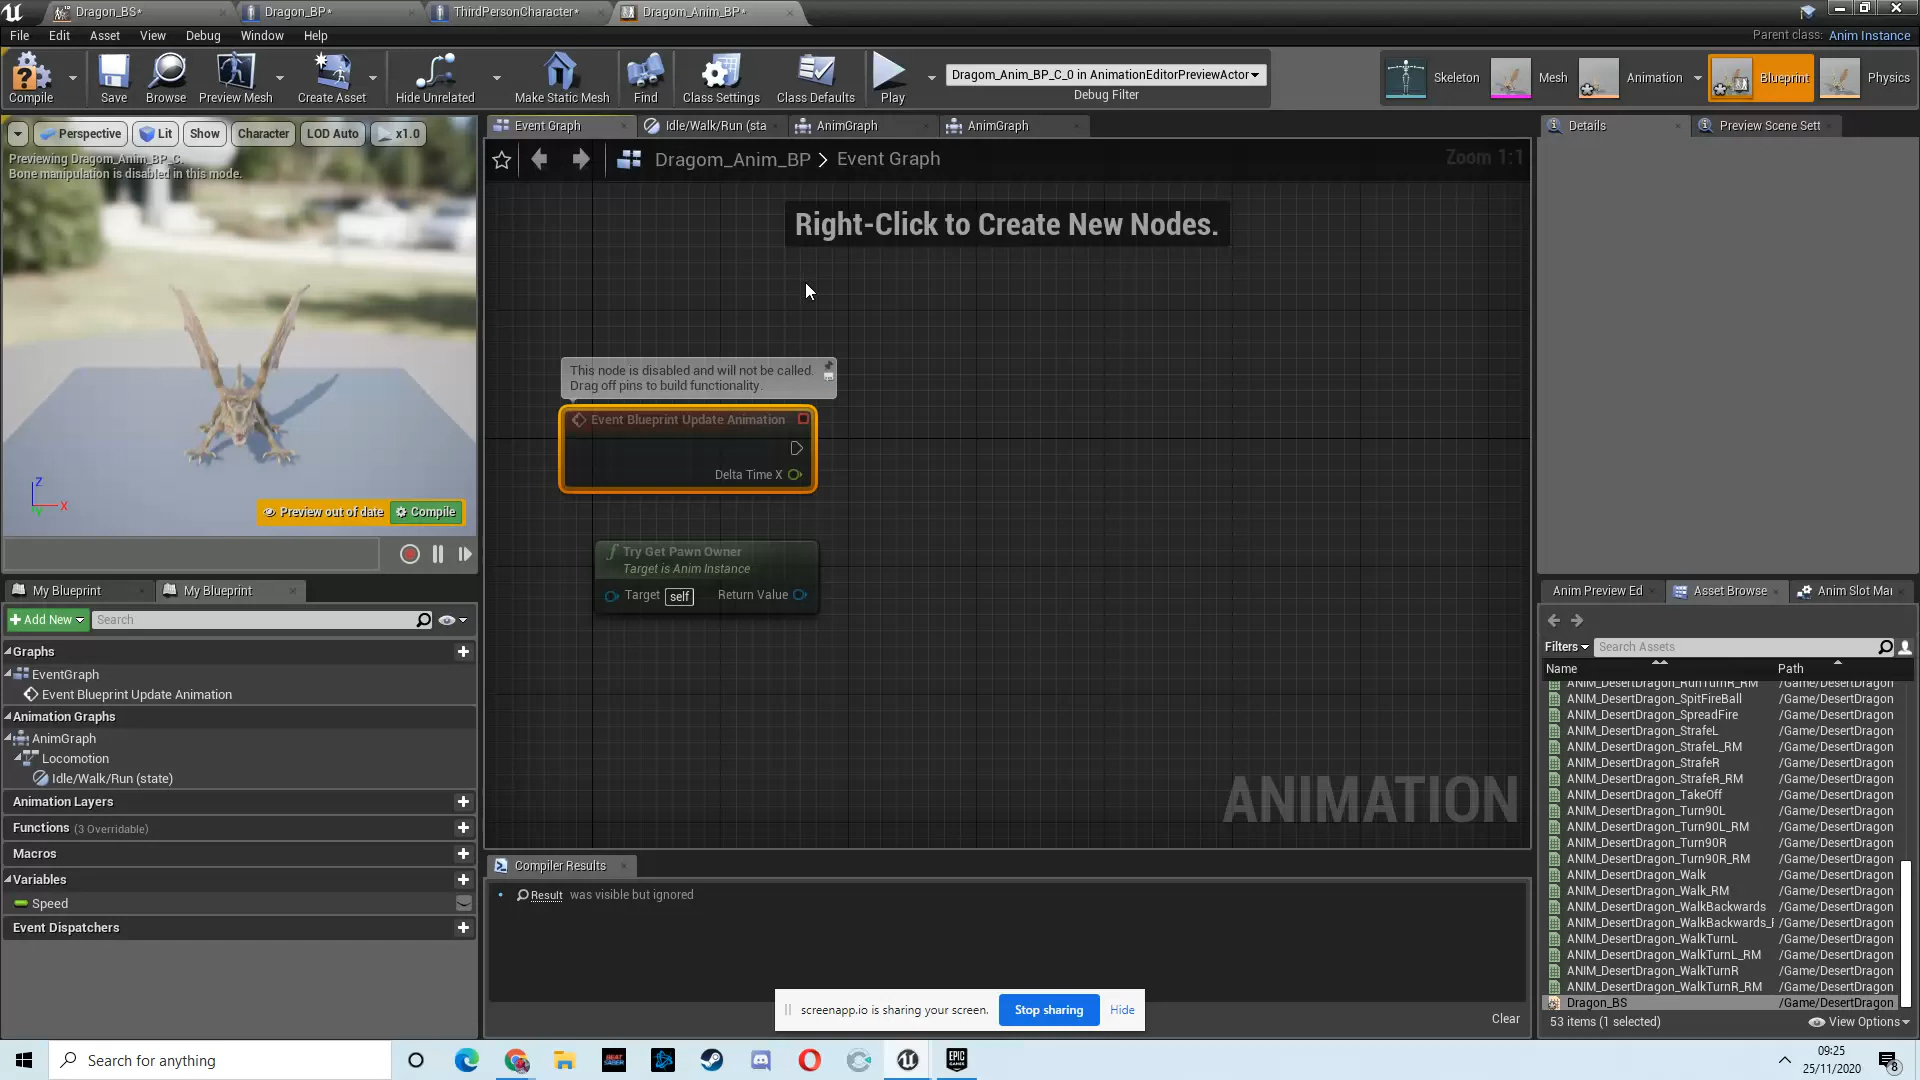 Dragon_BS*
Dragon_BP*
ThirdPersonCharacter*
Dragom_Anim_BP*
File Edit Asset View Debug Window Help
Parent class: Anim Instance
Compile
Save
Browse
Preview Mesh
Create Asset
Hide Unrelated
Make Static Mesh
Find
Class Settings
Class Defaults
Play
Dragom_Anim_BP_C_0 in AnimationEditorPreviewActor
Debug Filter
Skeleton
Mesh
Animation
Blueprint
Physics
Perspective
Lit
Show
Character
LOD Auto
x1.0
Previewing Dragom_Anim_BP_C.
Bone manipulation is disabled in this mode.
Z
X
Y
Preview out of date
Compile
Event Graph
Idle/Walk/Run (sta
AnimGraph
AnimGraph
Dragom_Anim_BP > Event Graph
Zoom 1:1
Right-Click to Create New Nodes.
This node is disabled and will not be called.
Drag off pins to build functionality.
Event Blueprint Update Animation
Delta Time X
Try Get Pawn Owner
Target is Anim Instance
Target self
Return Value
ANIMATION
Details
Preview Scene Sett
My Blueprint
My Blueprint
Add New
Search
Graphs
EventGraph
Event Blueprint Update Animation
Animation Graphs
AnimGraph
Locomotion
Idle/Walk/Run (state)
Animation Layers
Functions (3 Overridable)
Macros
Variables
Speed
Event Dispatchers
Compiler Results
Result was visible but ignored
Clear
Anim Preview Ed
Asset Browse
Anim Slot Mai
Filters
Search Assets
Name Path
ANIM_DesertDragon_RunTurnR_RM /Game/DesertDragon
ANIM_DesertDragon_SpitFireBall /Game/DesertDragon
ANIM_DesertDragon_SpreadFire /Game/DesertDragon
ANIM_DesertDragon_StrafeL /Game/DesertDragon
ANIM_DesertDragon_StrafeL_RM /Game/DesertDragon
ANIM_DesertDragon_StrafeR /Game/DesertDragon
ANIM_DesertDragon_StrafeR_RM /Game/DesertDragon
ANIM_DesertDragon_TakeOff /Game/DesertDragon
ANIM_DesertDragon_Turn90L /Game/DesertDragon
ANIM_DesertDragon_Turn90L_RM /Game/DesertDragon
ANIM_DesertDragon_Turn90R /Game/DesertDragon
ANIM_DesertDragon_Turn90R_RM /Game/DesertDragon
ANIM_DesertDragon_Walk /Game/DesertDragon
ANIM_DesertDragon_Walk_RM /Game/DesertDragon
ANIM_DesertDragon_WalkBackwards /Game/DesertDragon
ANIM_DesertDragon_WalkBackwards_F /Game/DesertDragon
ANIM_DesertDragon_WalkTurnL /Game/DesertDragon
ANIM_DesertDragon_WalkTurnL_RM /Game/DesertDragon
ANIM_DesertDragon_WalkTurnR /Game/DesertDragon
ANIM_DesertDragon_WalkTurnR_RM /Game/DesertDragon
Dragon_BS /Game/DesertDragon
53 items (1 selected)
View Options
screenapp.io is sharing your screen.
Stop sharing
Hide
Search for anything
BEAT SABER
EPIC GAMES
09:25
25/11/2020
8